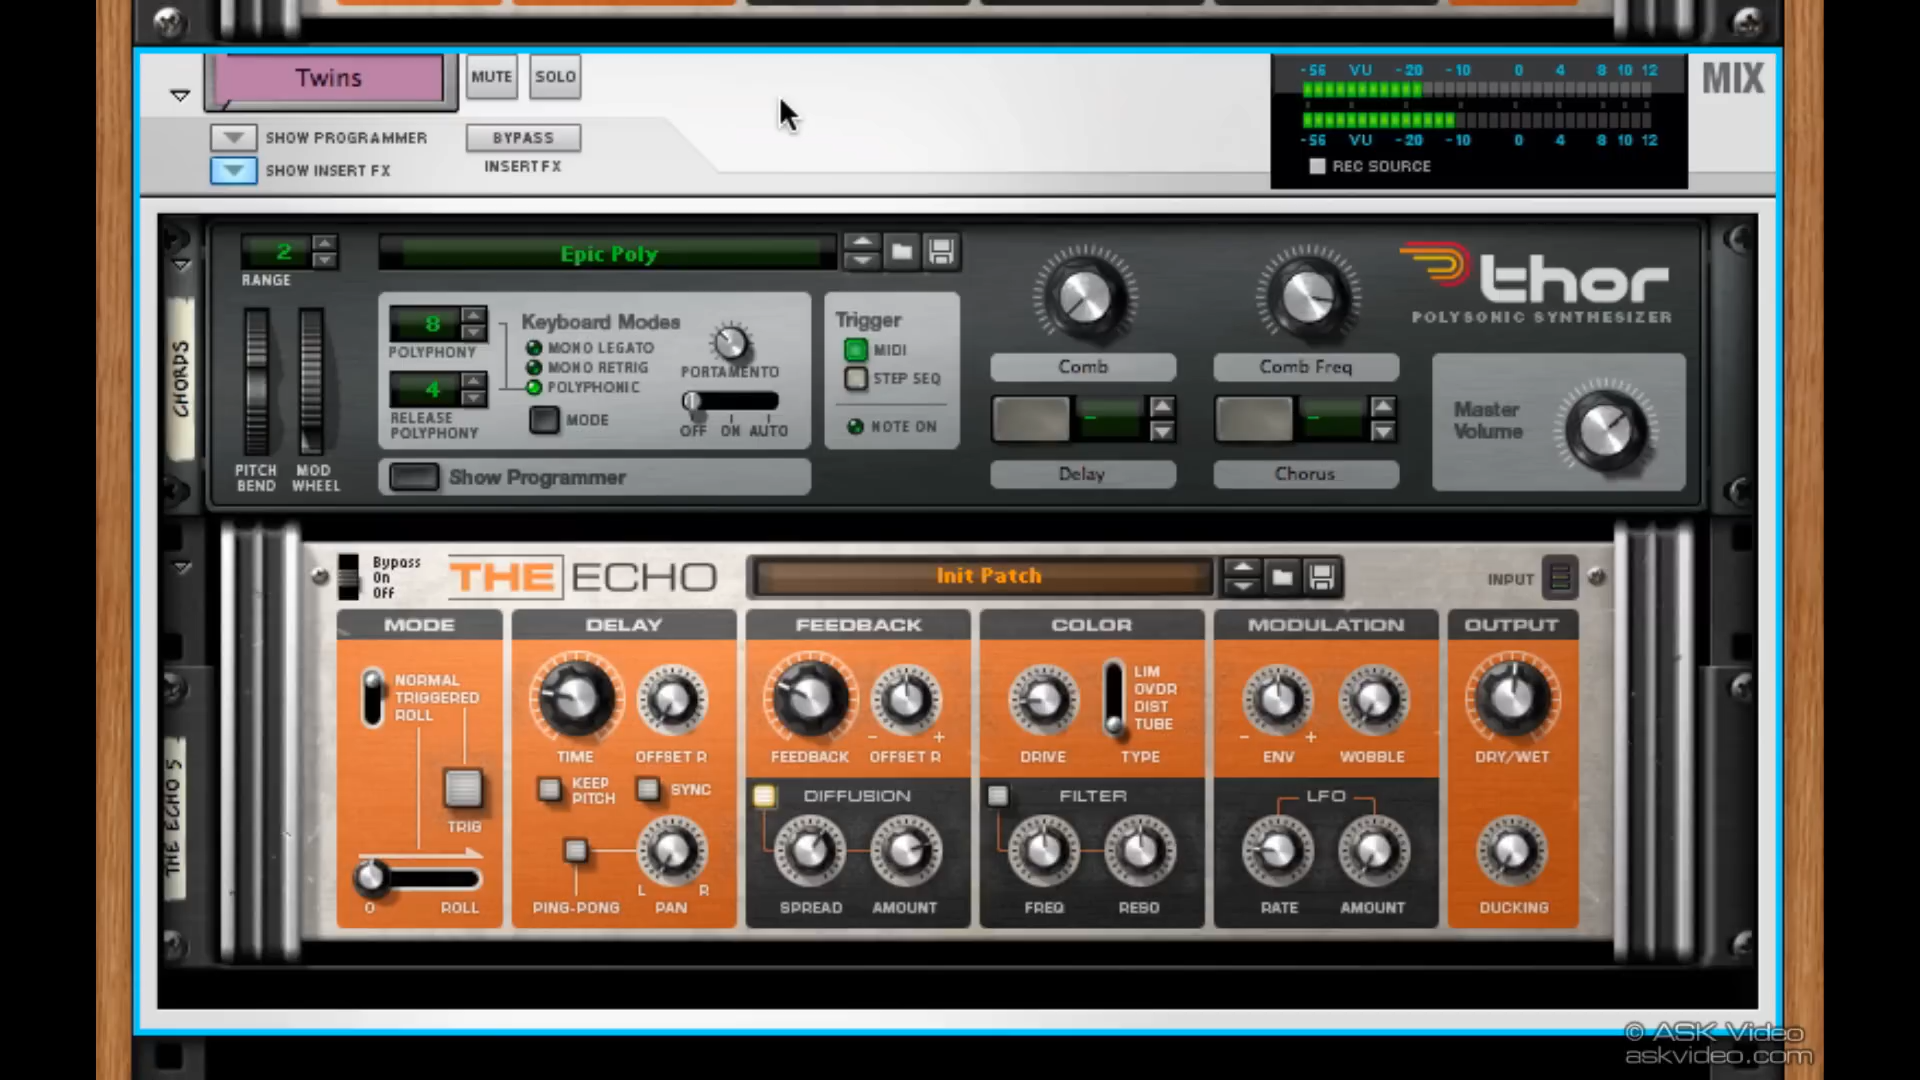 Twins
MUTE
SOLO
SHOW PROGRAMMER
BYPASS
SHOW INSERT FX
INSERT FX
-56 VU -20 -10 0 4 8 10 12
-56 VU -20 -10 0 4 8 10 12
REC SOURCE
MIX
2
RANGE
Epic Poly
thor
POLYSONIC SYNTHESIZER
CHORDS
8
POLYPHONY
4
RELEASE
POLYPHONY
Keyboard Modes
MONO LEGATO
MONO RETRIG
POLYPHONIC
MODE
PORTAMENTO
OFF ON AUTO
Trigger
MIDI
STEP SEQ
NOTE ON
Comb
Comb Freq
Delay
Chorus
Master
Volume
PITCH
BEND
MOD
WHEEL
Show Programmer
Bypass
On
Off
THE ECHO
Init Patch
INPUT
THE ECHO 5
MODE
NORMAL
TRIGGERED
ROLL
TRIG
0 ROLL
DELAY
TIME
OFFSET R
KEEP
PITCH
SYNC
L R
PING-PONG
PAN
FEEDBACK
FEEDBACK
- +
OFFSET R
DIFFUSION
SPREAD
AMOUNT
COLOR
LIM
OVDR
DIST
TUBE
DRIVE
TYPE
FILTER
FREQ
RESO
MODULATION
- +
ENV
WOBBLE
LFO
RATE
AMOUNT
OUTPUT
DRY/WET
DUCKING
© ASK Video
askvideo.com